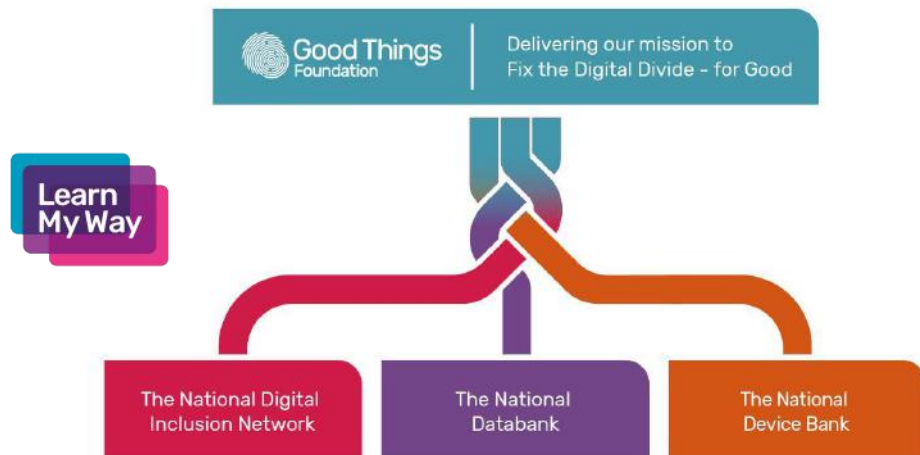 Good Things
Foundation
Delivering our mission to
Fix the Digital Divide - for Good
Learn
My Way
The National Digital
Inclusion Network
The National
Databank
The National
Device Bank